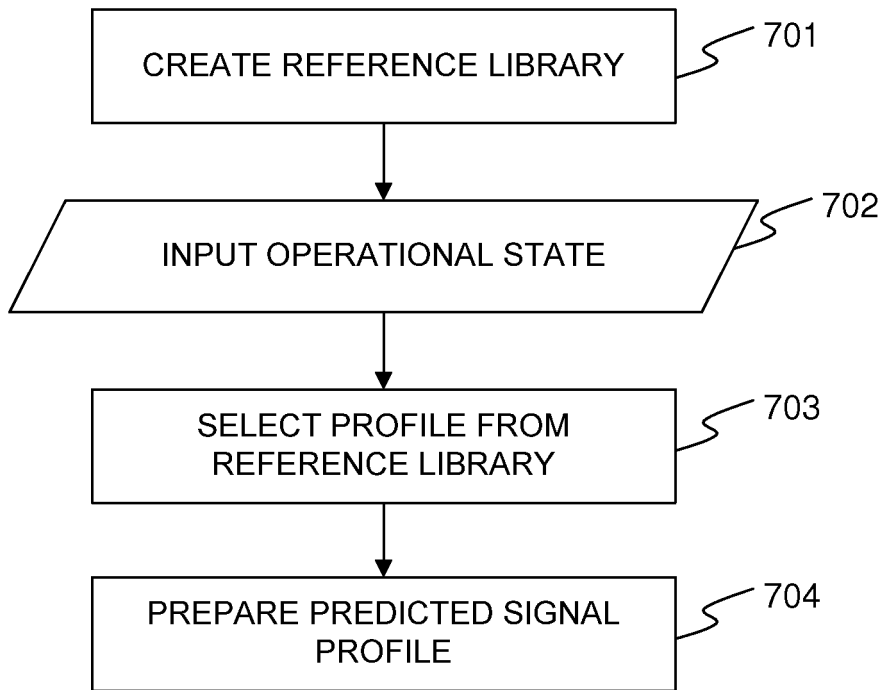 701
CREATE REFERENCE LIBRARY
702
INPUT OPERATIONAL STATE
703
SELECT PROFILE FROM
REFERENCE LIBRARY
704
PREPARE PREDICTED SIGNAL
PROFILE